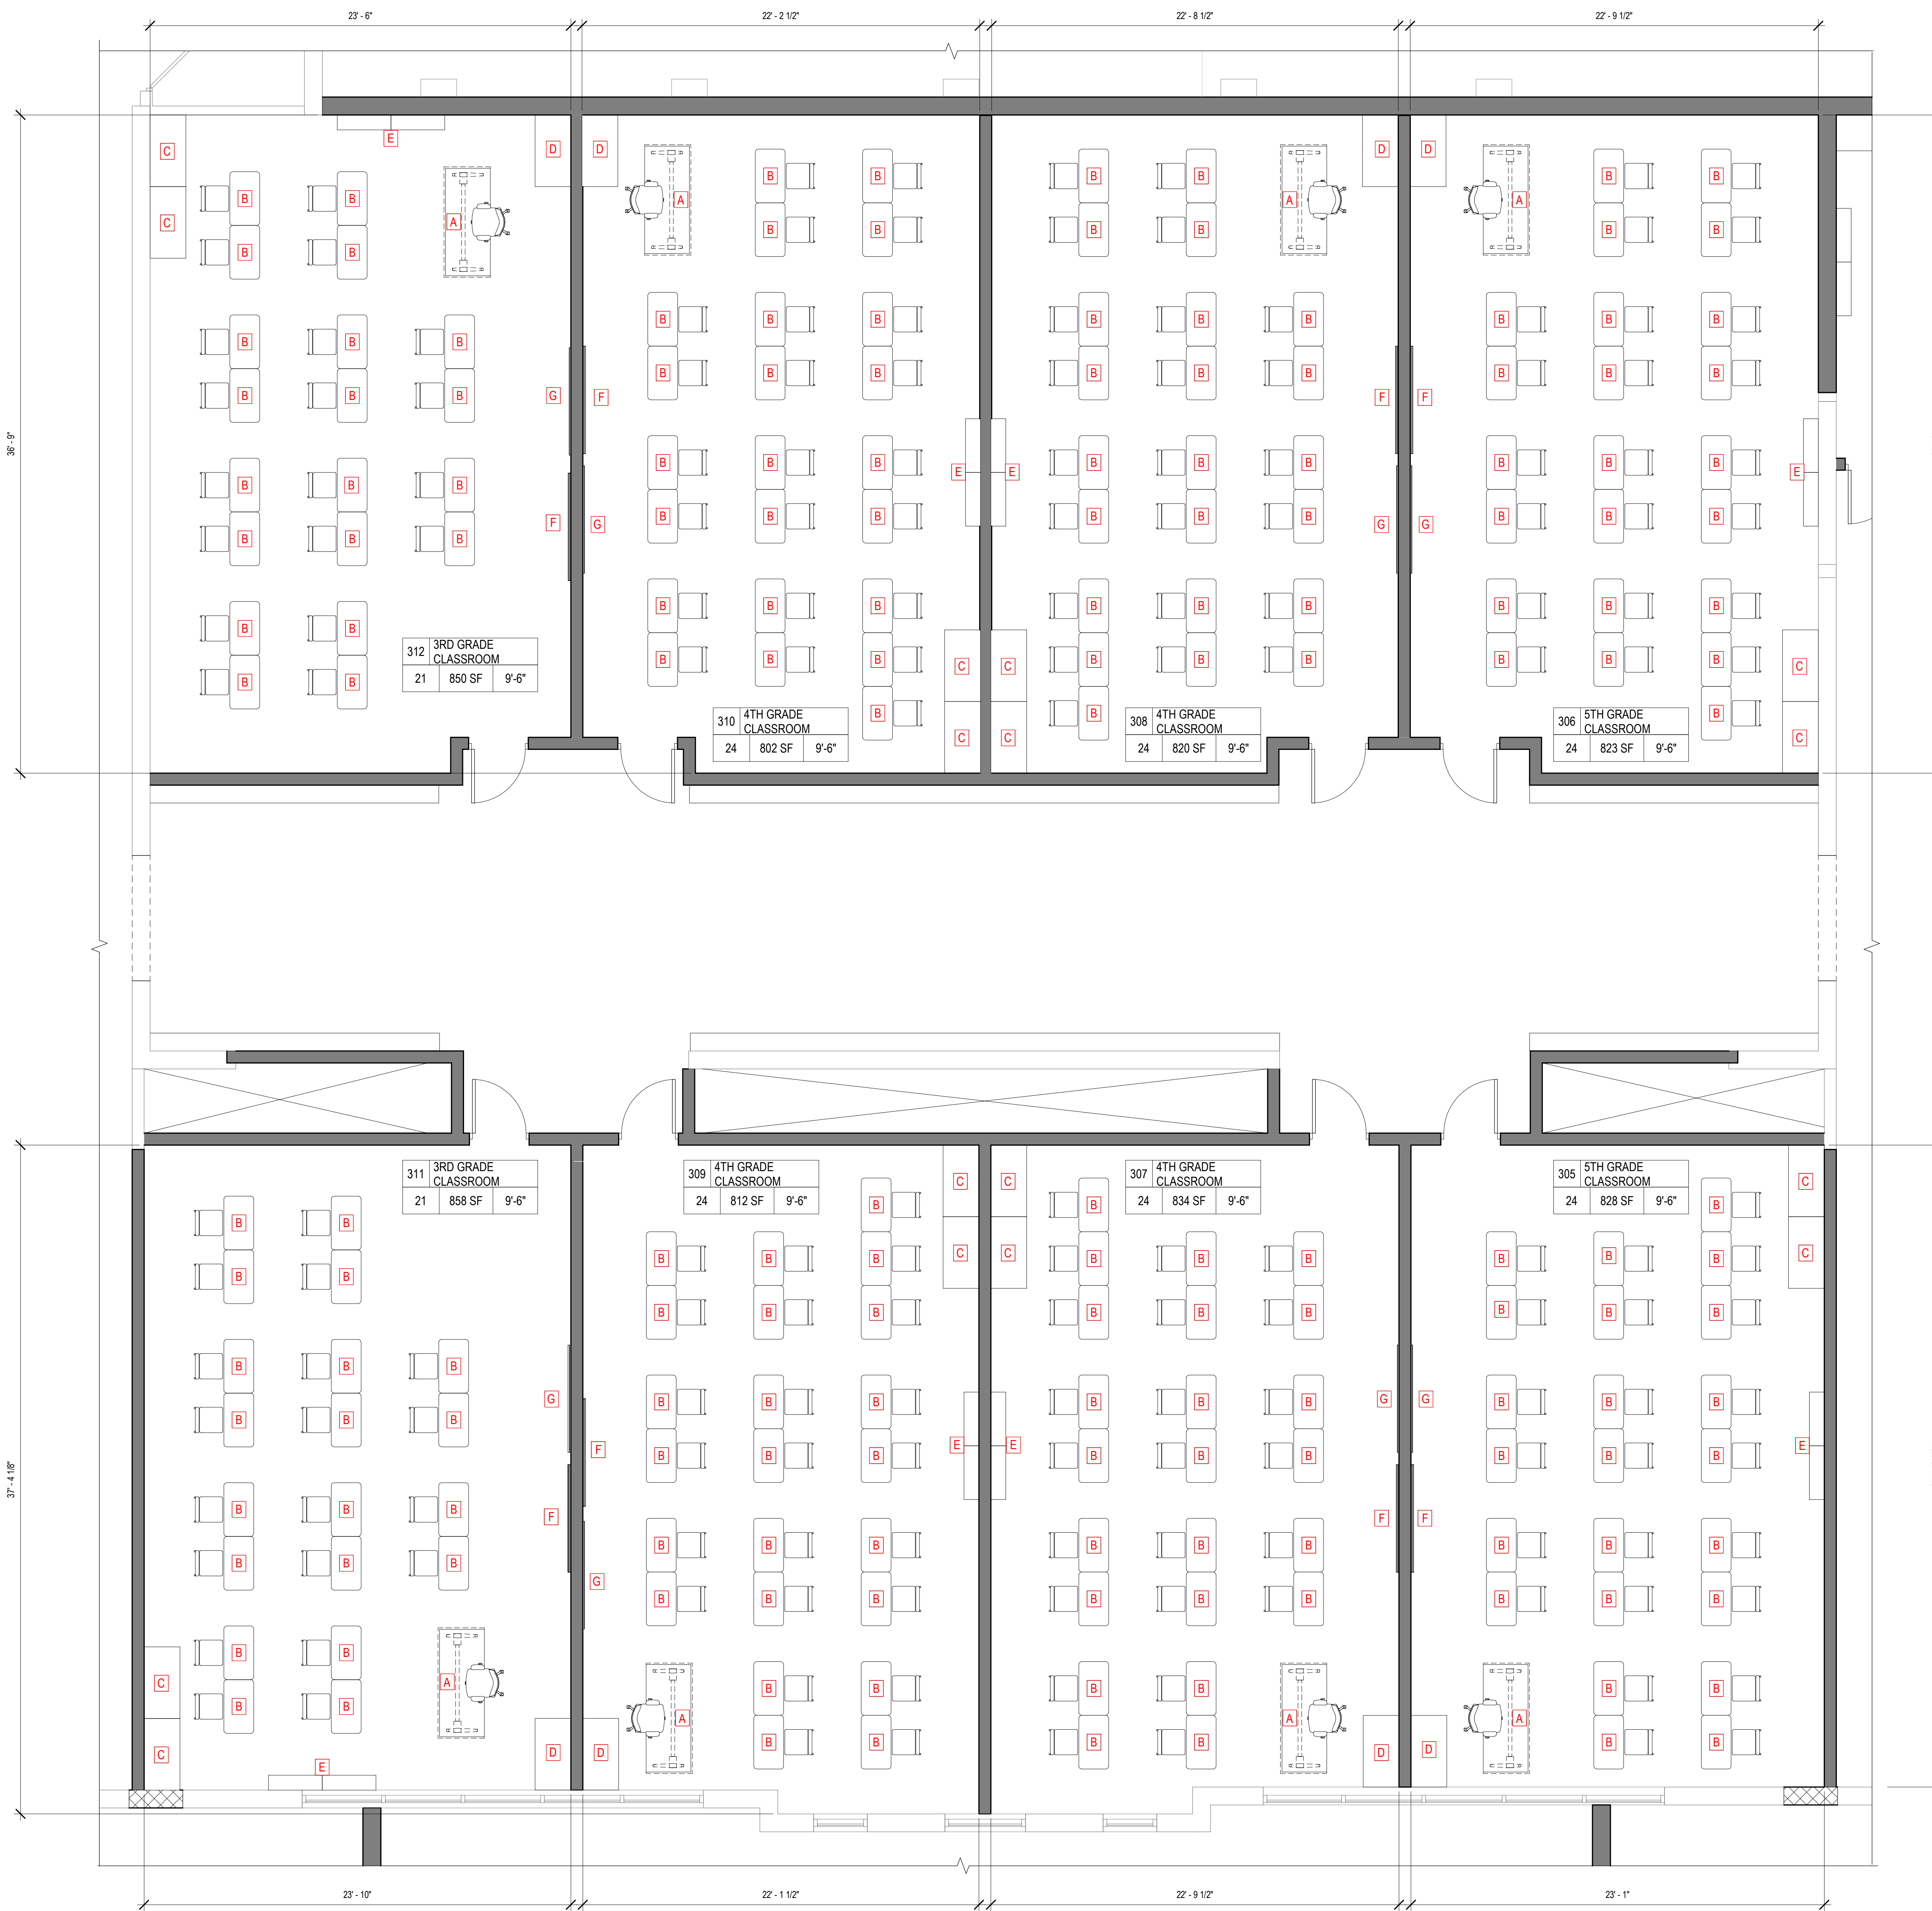 23' - 6" 22' - 2 1/2" 22' - 8 1/2" 22' - 9 1/2"
C E D D D D
B B B B B B
B B A A A
C A
B B B B B B
B B
B B B B B B B B B
B B B
B B B B B B B B B
B B B G F F F
36' - 9"
B B B B B B B B B
E E E
B B B
B B B B B B B B B
F G G G
B B B
B B B B B B B B B
B B
312 3RD GRADE
CLASSROOM
21 850 SF 9'-6"
B B B B B B B B B
C C C
B B
B B B
C C C
310 4TH GRADE
CLASSROOM
24 802 SF 9'-6"
308 4TH GRADE
CLASSROOM
24 820 SF 9'-6"
306 5TH GRADE
CLASSROOM
24 823 SF 9'-6"
311 3RD GRADE
CLASSROOM
21 858 SF 9'-6"
309 4TH GRADE
CLASSROOM
24 812 SF 9'-6"
307 4TH GRADE
CLASSROOM
24 834 SF 9'-6"
305 5TH GRADE
CLASSROOM
24 828 SF 9'-6"
C C C
B B B
B B
C C C
B B B B B B B B B
B B
B B B B B B B B B
B B B
G G G
B B B B B B B B B
B B B
F E E E
B B B B B B B B B
37' - 4 1/8"
B B B
F F F
B B B B B B B B B
B B B
G
B B B B B B B B B
B B
C A
B B B B B B
B B
A A A
B B B B B B
C D D D D
E
23' - 10" 22' - 1 1/2" 22' - 9 1/2" 23' - 1"